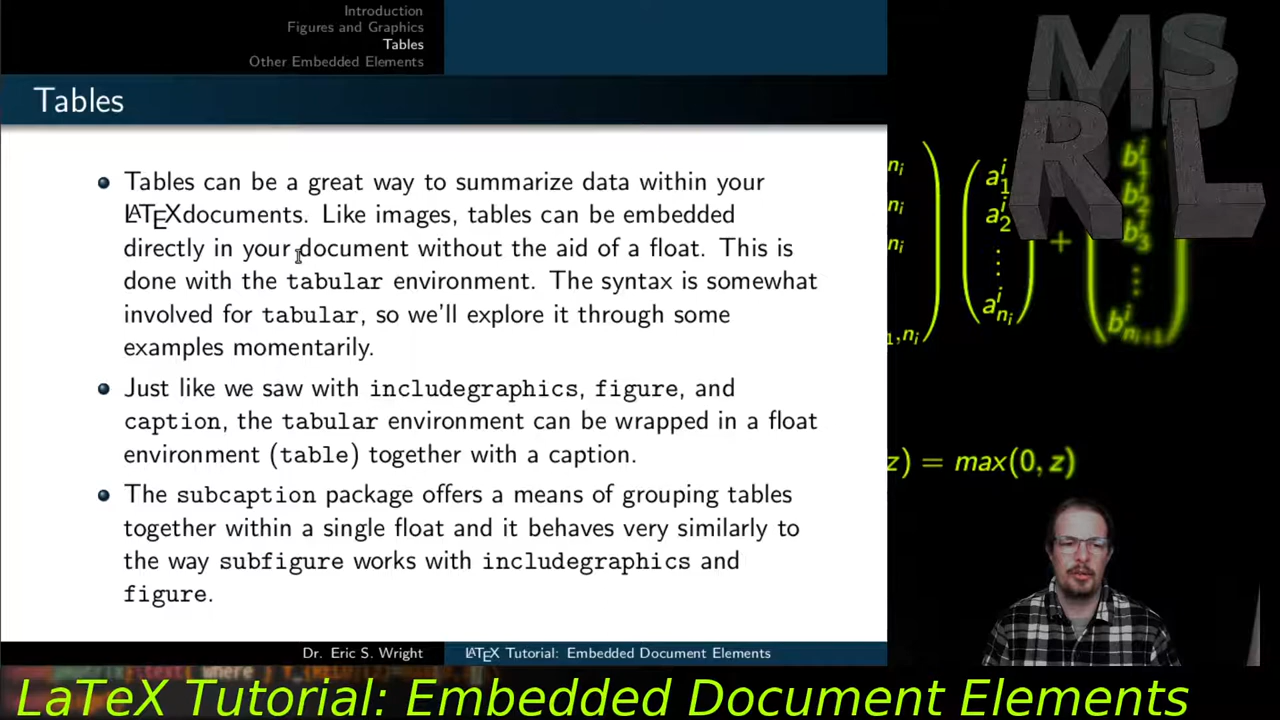 Introduction
Figures and Graphics
Tables
Other Embedded Elements
Tables
Tables can be a great way to summarize data within your
LATEXdocuments. Like images, tables can be embedded
directly in your document without the aid of a float. This is
done with the tabular environment. The syntax is somewhat
involved for tabular, so we'll explore it through some
examples momentarily.
Just like we saw with includegraphics, figure, and
caption, the tabular environment can be wrapped in a float
environment (table) together with a caption.
The subcaption package offers a means of grouping tables
together within a single float and it behaves very similarly to
the way subfigure works with includegraphics and
figure.
Dr. Eric S. Wright
LATEX Tutorial: Embedded Document Elements
MS
RL
z) = max(0, z)
LaTeX Tutorial: Embedded Document Elements